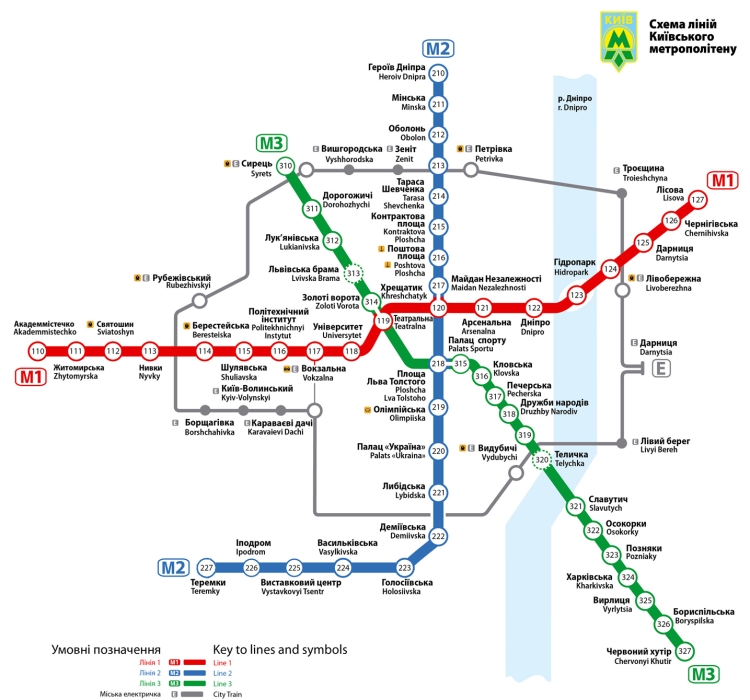 КИЇВ
Схема ліній
Київського
метрополітену
M2
Героїв Дніпра
Heroiv Dnipra
210
Мінська
Minska
211
Оболонь
Obolon
212
р. Дніпро
r. Dnipro
M3
310
Сирець
Syrets
E
Вишгородська
Vyshhorodska
E
Зеніт
Zenit
E
213
Петрівка
Petrivka
E
Троєщина
Troieshchyna
E
Лісова
Lisova
M1
127
Тараса
Шевченка
Tarasa
Shevchenka
214
Дорогожичі
Dorohozhychi
311
Контрактова
площа
Kontraktova
Ploshcha
215
Чернігівська
Chernihivska
126
Лук'янівська
Lukianivska
312
Дарниця
Darnytsia
125
Поштова
площа
Poshtova
Ploshcha
216
Гідропарк
Hidropark
124
Львівська брама
Lvivska Brama
313
Рубежівський
Rubezhivskyi
E
Лівобережна
Livoberezhna
E
123
Хрещатик
Khreshchatyk
217
Майдан Незалежності
Maidan Nezalezhnosti
Золоті ворота
Zoloti Vorota
314
120
121
122
Театральна
Teatralna
119
Арсенальна
Arsenalna
Дніпро
Dnipro
Академмістечко
Akademmistechko
Святошин
Sviatoshyn
Берестейська
Beresteiska
Політехнічний
інститут
Politekhnichnyi
Instytut
Університет
Universytet
110
111
112
113
114
115
116
117
118
M1
Житомирська
Zhytomyrska
Нивки
Nyvky
Шулявська
Shuliavska
Вокзальна
Vokzalna
E
Палац спорту
Palats Sportu
Дарниця
Darnytsia
E
E
218
315
Кловська
Klovska
316
Площа
Льва Толстого
Ploshcha
Lva Tolstoho
Печерська
Pecherska
317
Київ-Волинський
Kyiv-Volynskyi
E
Дружби народів
Druzhby Narodiv
318
Олімпійська
Olimpiiska
219
Борщагівка
Borshchahivka
E
Караваєві дачі
Karavaievi Dachi
E
319
Лівий берег
Livyi Bereh
E
Палац «Україна»
Palats «Ukraina»
220
Видубичі
Vydubychi
E
Теличка
Telychka
320
Либідська
Lybidska
221
Славутич
Slavutych
321
Деміївська
Demiivska
222
Осокорки
Osokorky
322
Іподром
Ipodrom
Васильківська
Vasylkivska
Позняки
Pozniaky
323
M2
227
226
225
224
223
Теремки
Teremky
Виставковий центр
Vystavkovyi Tsentr
Голосіївська
Holosiivska
Харківська
Kharkivska
324
Вирлиця
Vyrlytsia
325
Бориспільська
Boryspilska
326
Червоний хутір
Chervonyi Khutir
327
M3
Умовні позначення
Key to lines and symbols
Лінія 1 M1 Line 1
Лінія 2 M2 Line 2
Лінія 3 M3 Line 3
Міська електричка E City Train